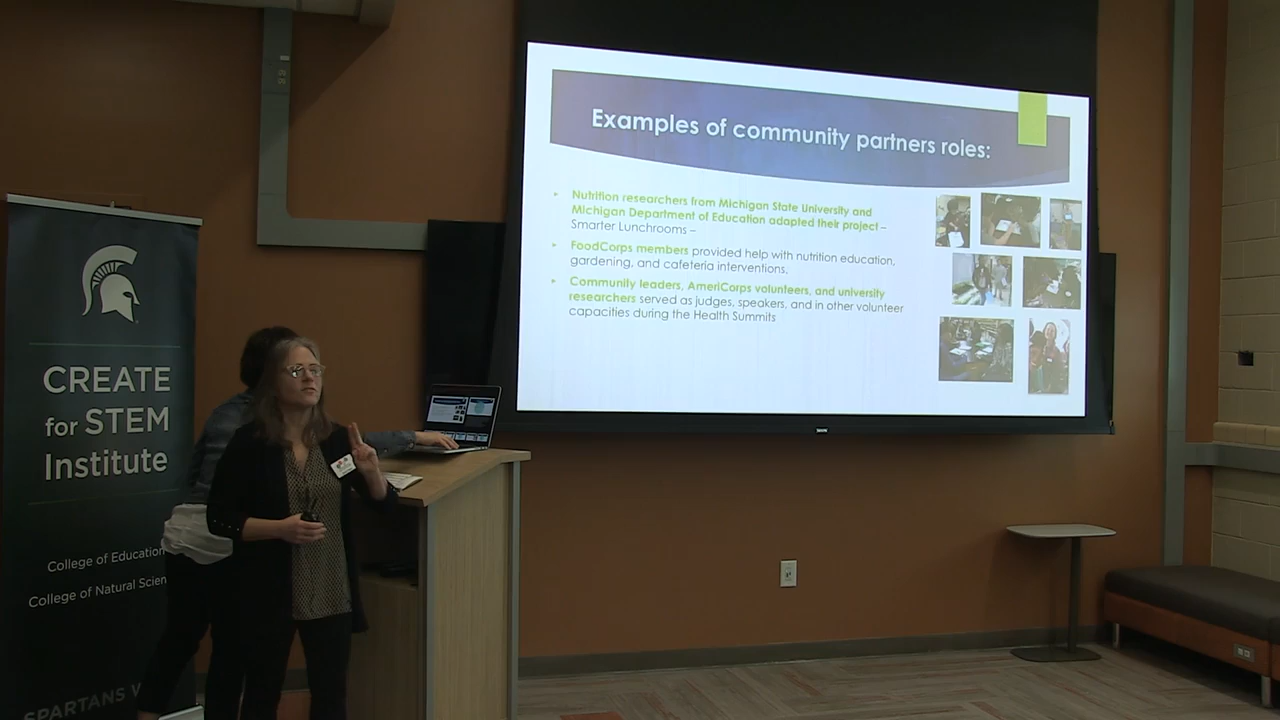 Examples of community partners roles:
Nutrition researchers from Michigan State University and
Michigan Department of Education adapted their project –
Smarter Lunchrooms –
FoodCorps members provided help with nutrition education,
gardening, and cafeteria interventions.
Community leaders, AmeriCorps volunteers, and university
researchers served as judges, speakers, and in other volunteer
capacities during the Health Summits
CREATE
for STEM
Institute
College of Education
College of Natural Scien
SPARTANS W